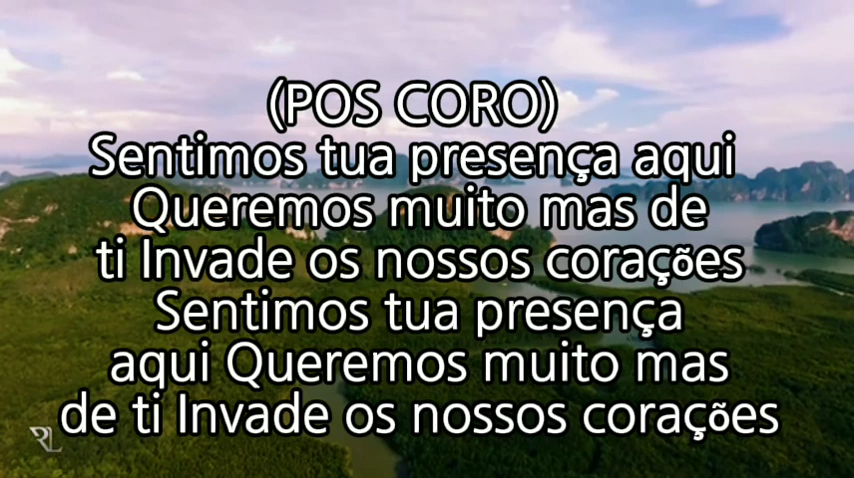 (POS CORO)
Sentimos tua presença aqui
Queremos muito mas de
ti Invade os nossos corações
Sentimos tua presença
aqui Queremos muito mas
de ti Invade os nossos corações
RL